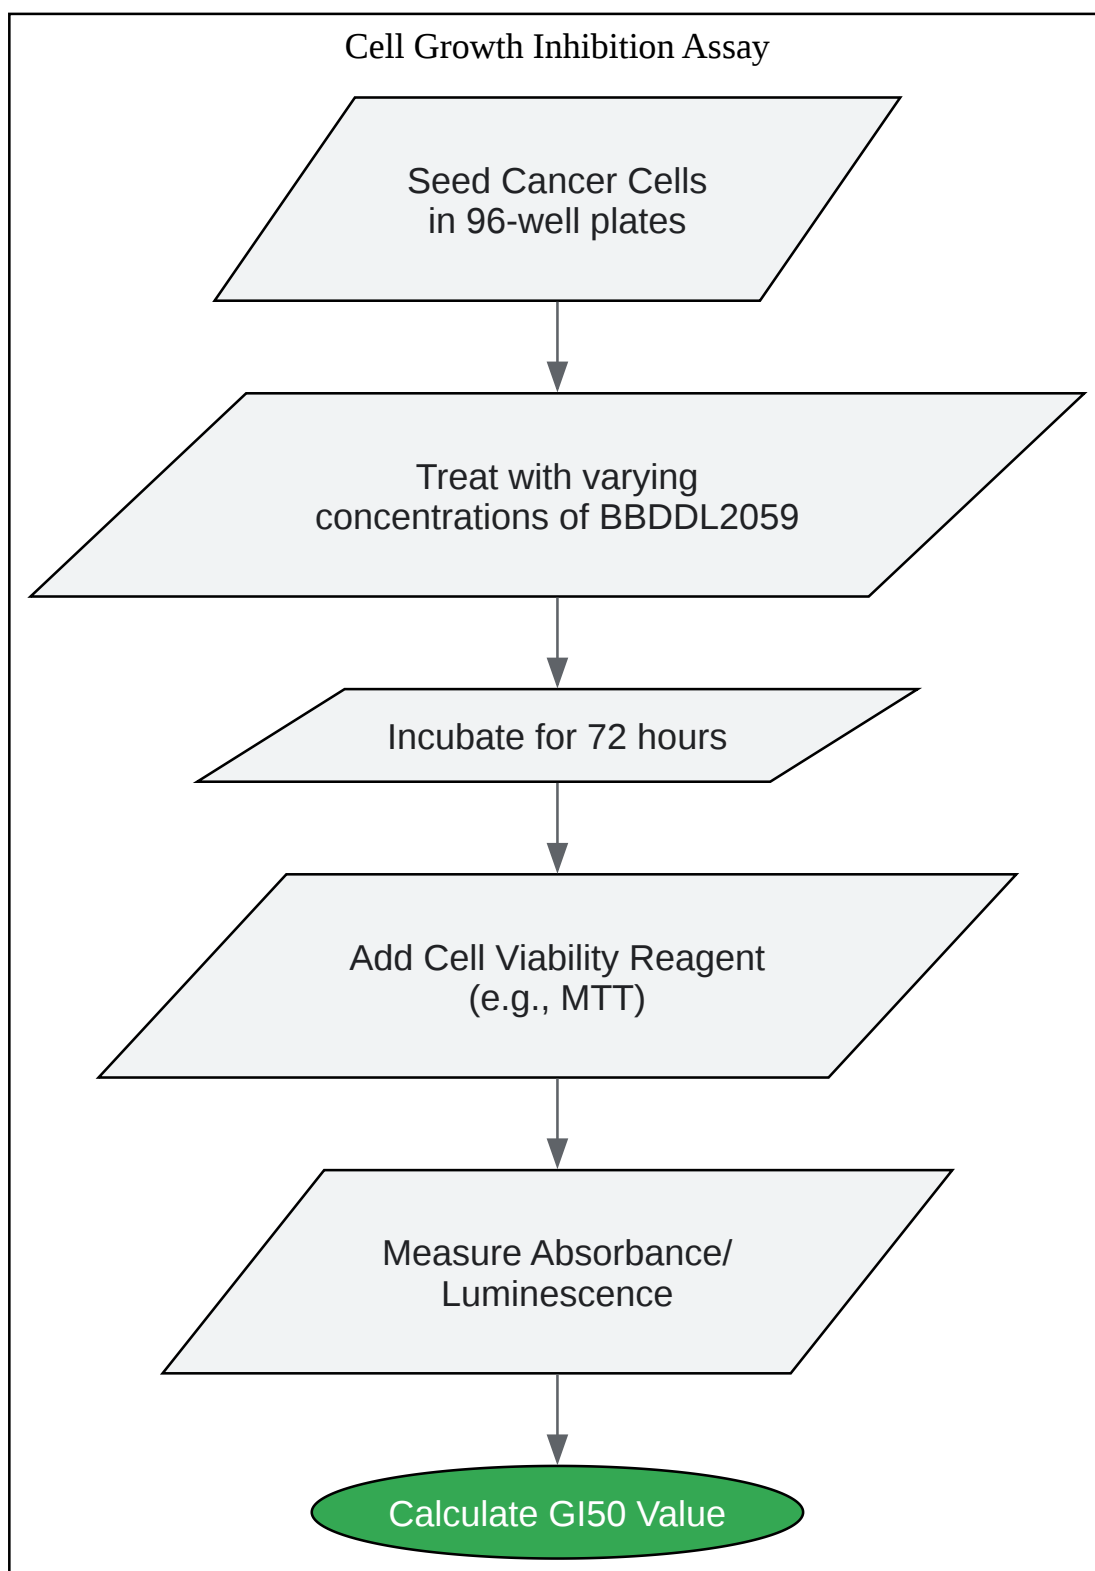 Cell Growth Inhibition Assay
Seed Cancer Cells
in 96-well plates
Treat with varying
concentrations of BBDDL2059
Incubate for 72 hours
Add Cell Viability Reagent
(e.g., MTT)
Measure Absorbance/
Luminescence
Calculate GI50 Value